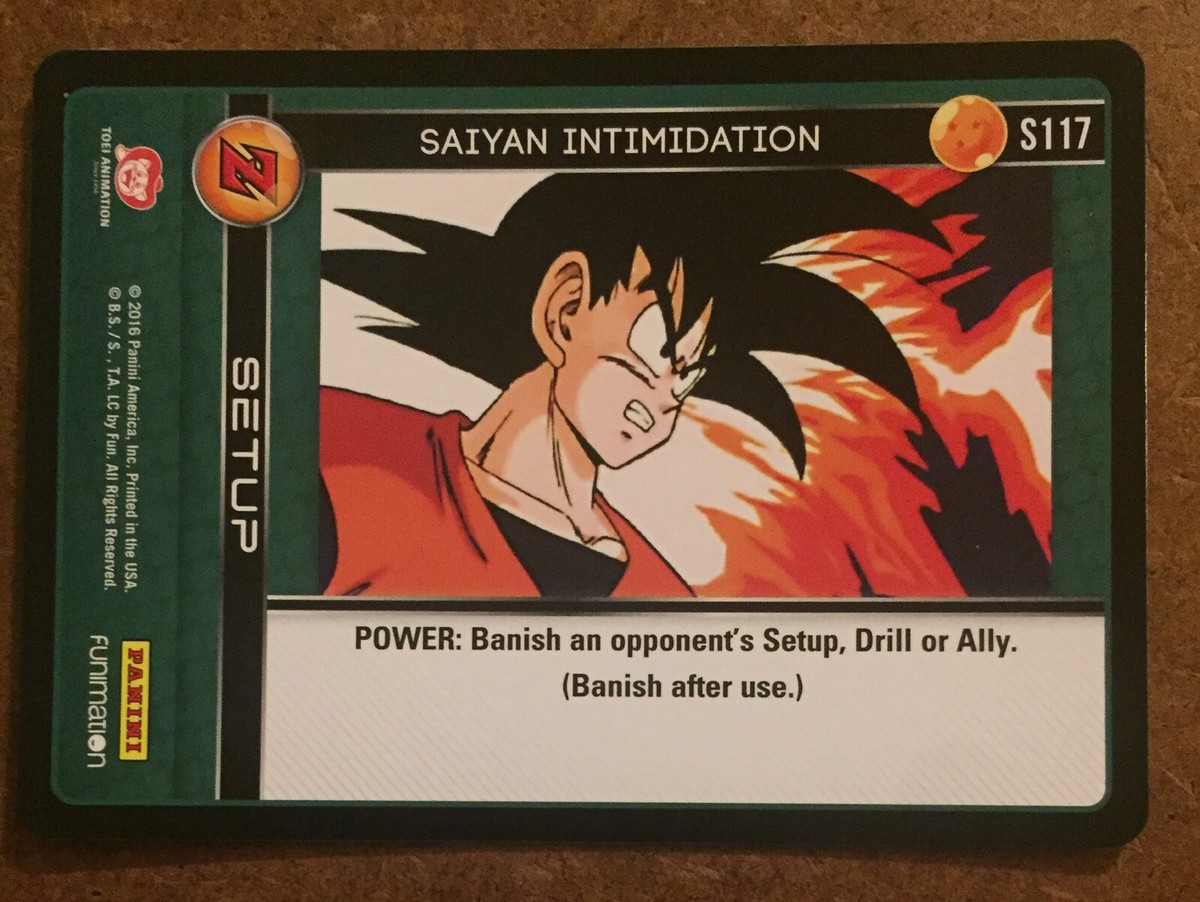 SAIYAN INTIMIDATION
S117
SETUP
POWER: Banish an opponent's Setup, Drill or Ally.
(Banish after use.)
TOEI ANIMATION
© 2016 Panini America, Inc. Printed in the USA.
© B.S. / S. , T.A. LC by Fun. All Rights Reserved.
PANINI
FUNIMATION